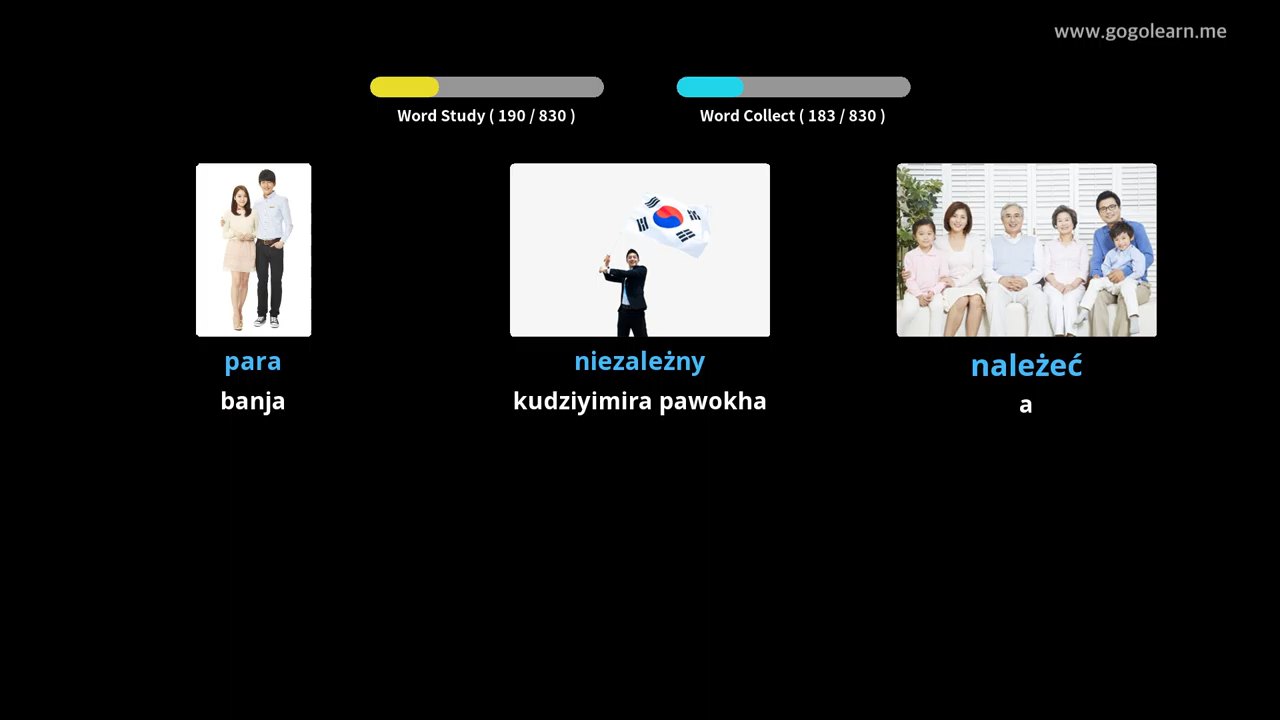 www.gogolearn.me
Word Study ( 190 / 830 )
Word Collect ( 183 / 830 )
para
niezależny
należeć
banja
kudziyimira pawokha
a